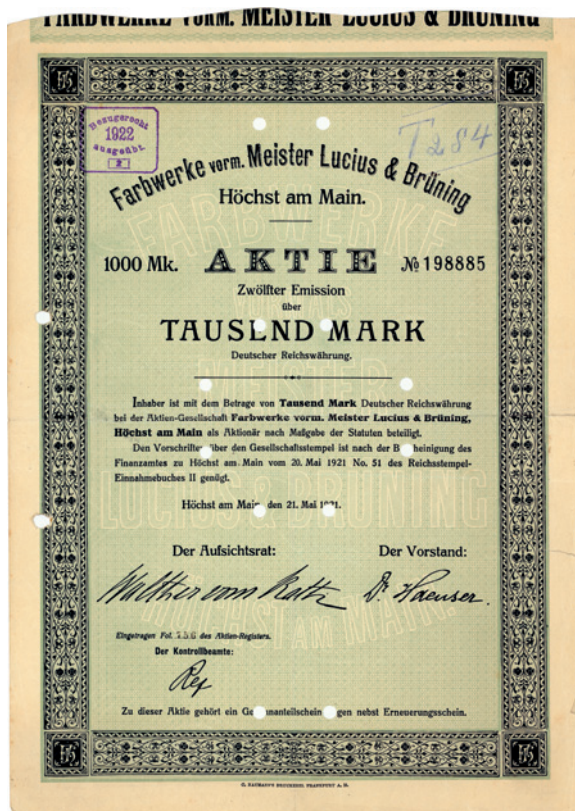 FARBWERKE VORM. MEISTER LUCIUS & BRÜNING
Bezugsrecht
1922
ausgeübt.
2
T284
Farbwerke vorm. Meister Lucius & Brüning
Höchst am Main.
1000 Mk. AKTIE № 198885
Zwölfter Emission
über
TAUSEND MARK
Deutscher Reichswährung.
Inhaber ist mit dem Betrage von Tausend Mark Deutscher Reichswährung
bei der Aktien-Gesellschaft Farbwerke vorm. Meister Lucius & Brüning,
Höchst am Main als Aktionär nach Maßgabe der Statuten beteiligt.
Den Vorschriften über den Gesellschaftsstempel ist nach der Bescheinigung des
Finanzamtes zu Höchst am Main vom 20. Mai 1921 No. 51 des Reichsstempel-
Einnahmebuches II genügt.
Höchst am Main, den 21. Mai 1921.
Der Aufsichtsrat: Der Vorstand:
Walther vom Rath Dr. Haeuser.
Eingetragen Fol. des Aktien-Registers.
Der Kontrollbeamte:
Rex
Zu dieser Aktie gehört ein Gewinnanteilscheinbogen nebst Erneuerungsschein.